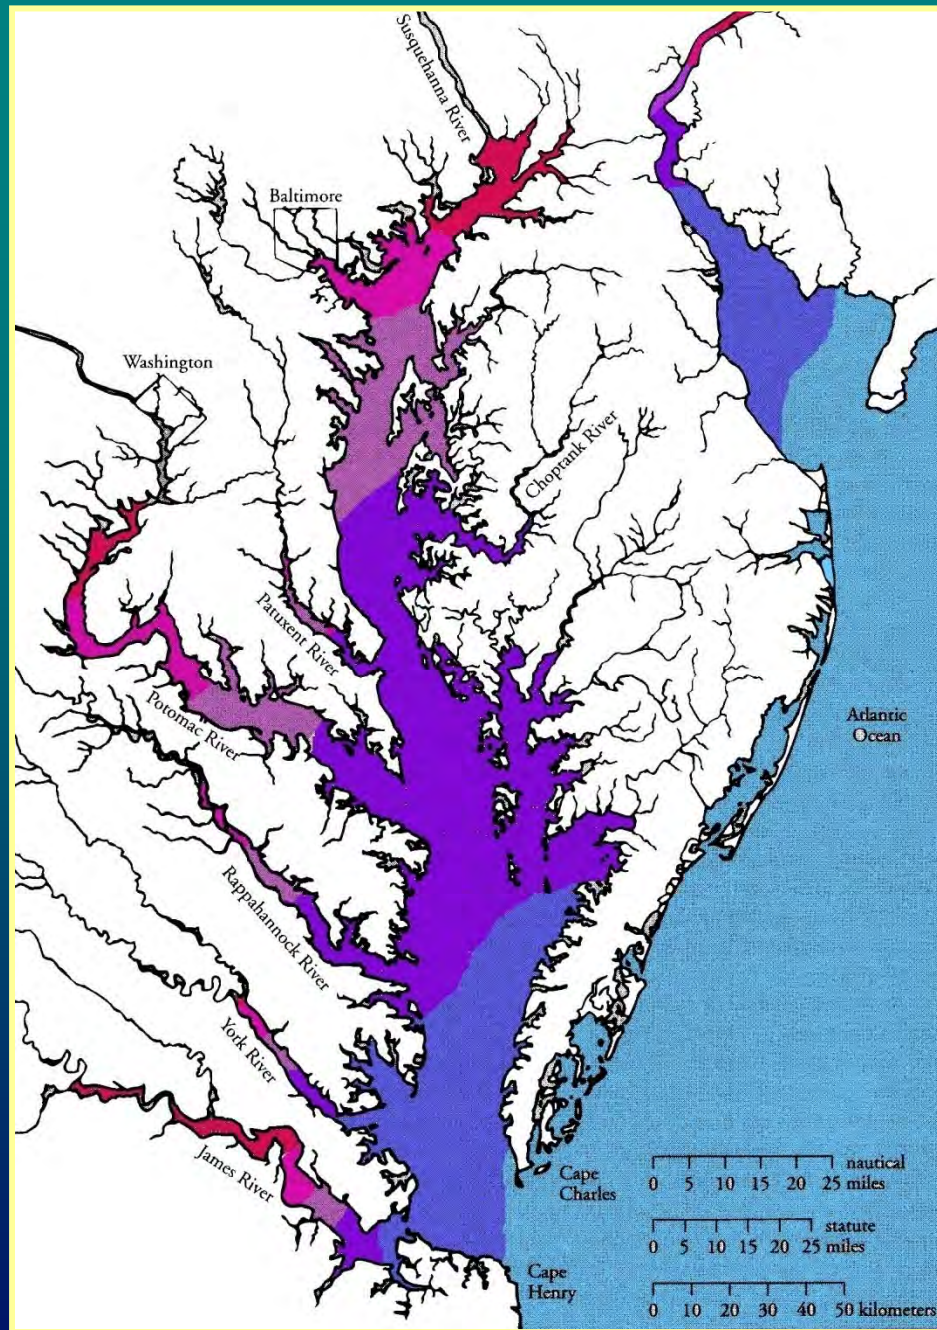 Susquehanna River
Baltimore
Washington
Choptank River
Patuxent River
Potomac River
Atlantic
Ocean
Rappahannock River
York River
James River
Cape
Charles
Cape
Henry
nautical
0 5 10 15 20 25 miles
statute
0 5 10 15 20 25 miles
0 10 20 30 40 50 kilometers